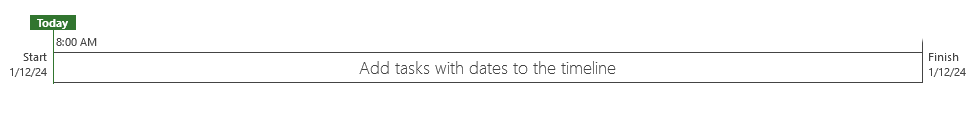 Today
8:00 AM
Start
1/12/24
Add tasks with dates to the timeline
Finish
1/12/24